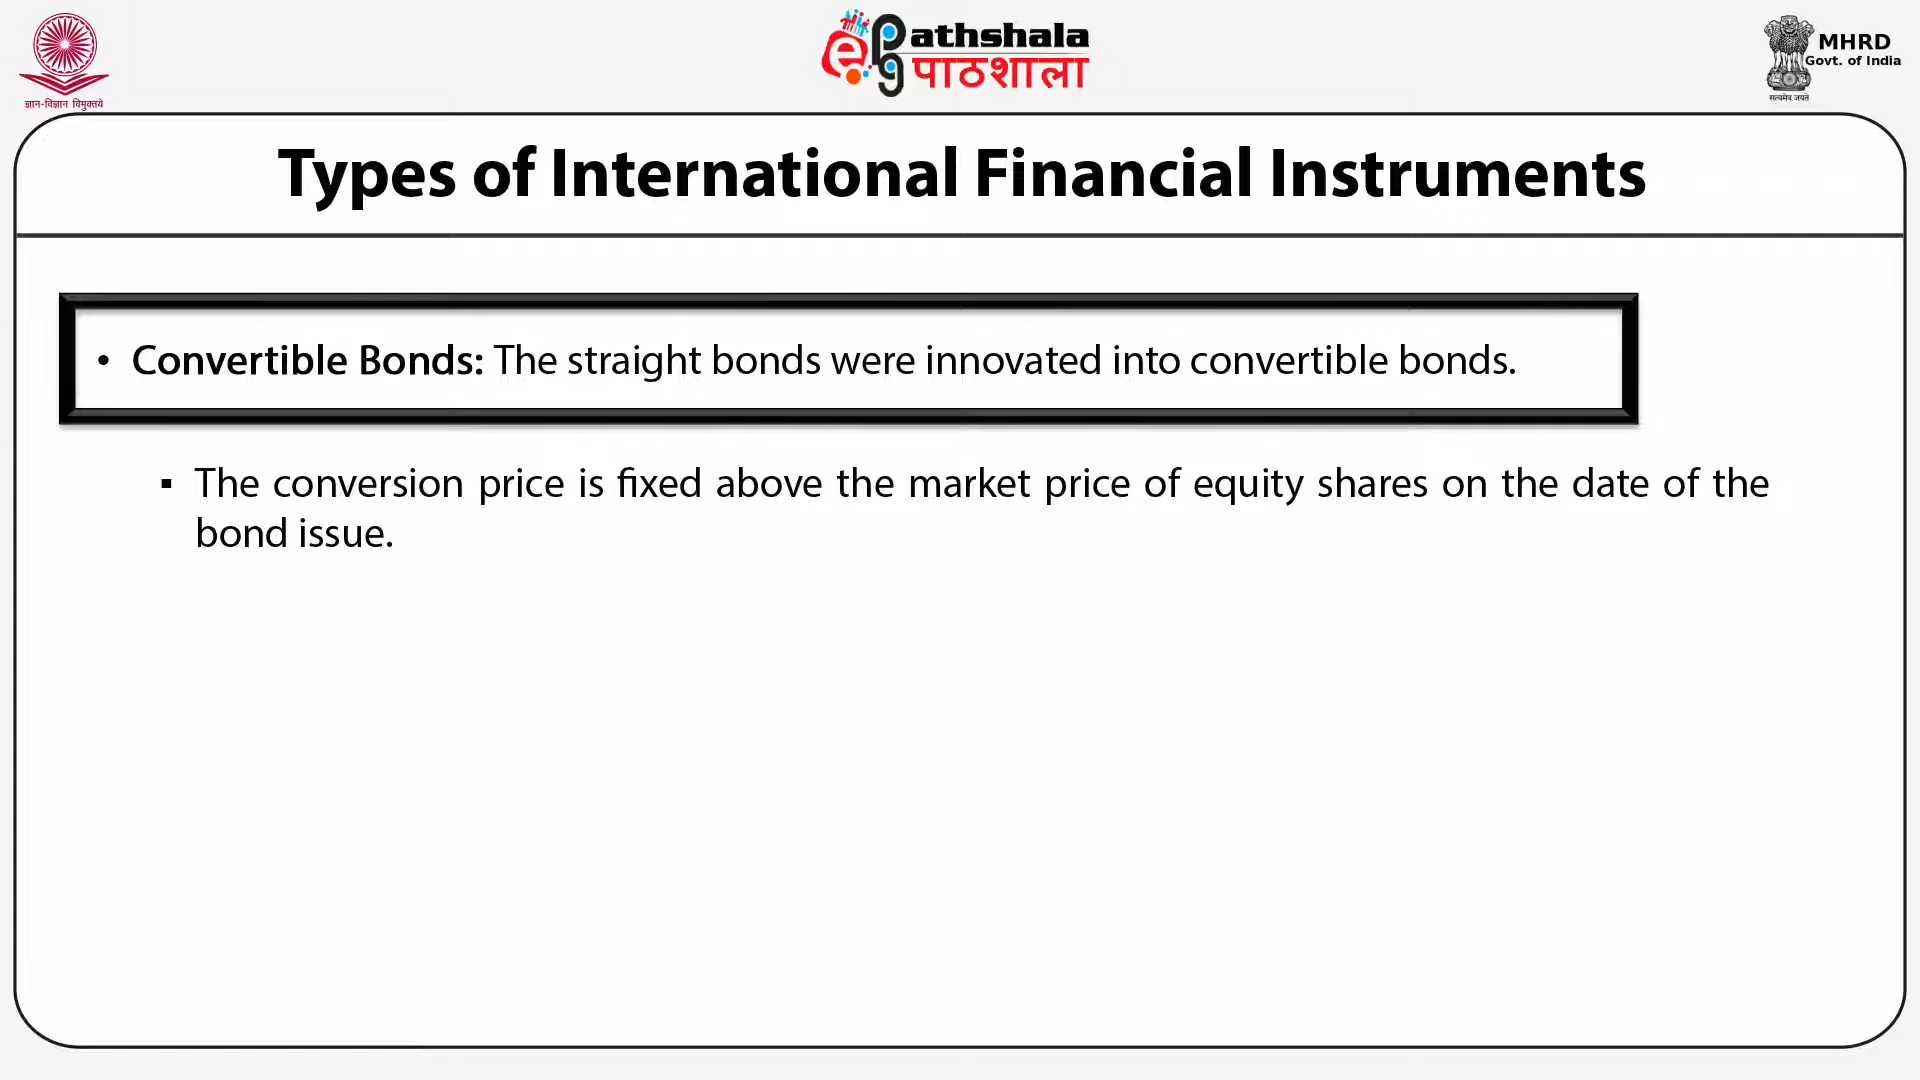 ज्ञान-विज्ञान विमुक्तये
ePathshala
पाठशाला
MHRD
Govt. of India
सत्यमेव जयते
Types of International Financial Instruments
• Convertible Bonds: The straight bonds were innovated into convertible bonds.
▪ The conversion price is fixed above the market price of equity shares on the date of the
bond issue.